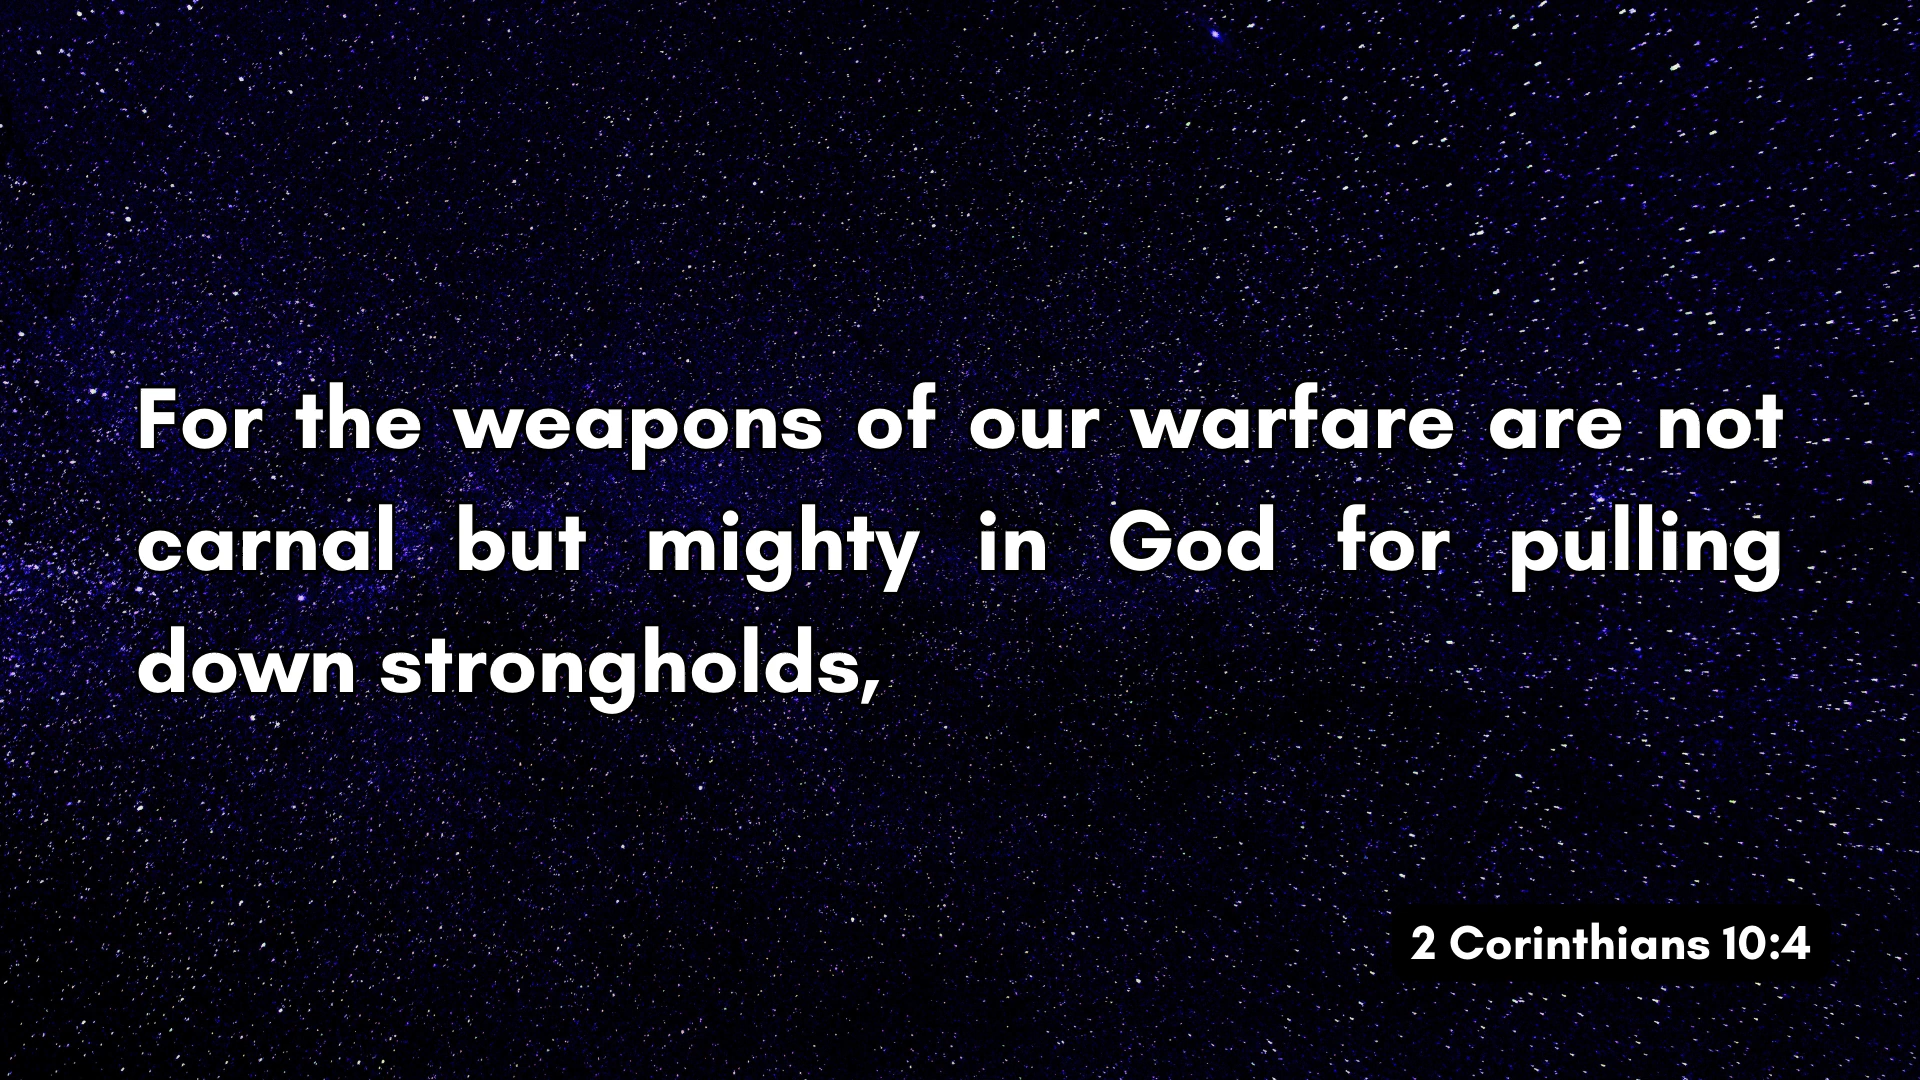 For the weapons of our warfare are not
carnal but mighty in God for pulling
down strongholds,
2 Corinthians 10:4